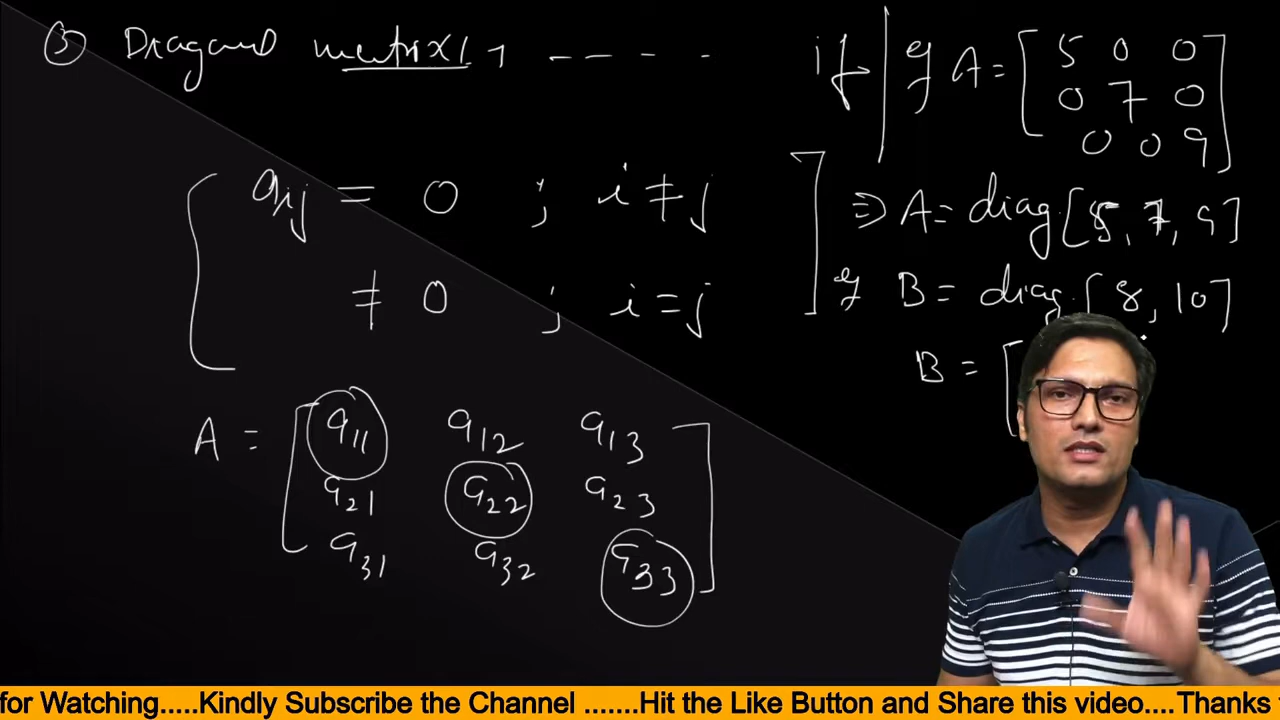 ③ Diagonal matrix :→ - - - - . if
a_ij = 0 ; i ≠ j
≠ 0 ; i = j
A = [ a₁₁ a₁₂ a₁₃
a₂₁ a₂₂ a₂₃
a₃₁ a₃₂ a₃₃ ]
eg A = [ 5 0 0
0 7 0
0 0 9 ]
⇒ A = diag [5, 7, 9]
eg B = diag. [8, 10]
B = [
for Watching.....Kindly Subscribe the Channel .......Hit the Like Button and Share this video....Thanks